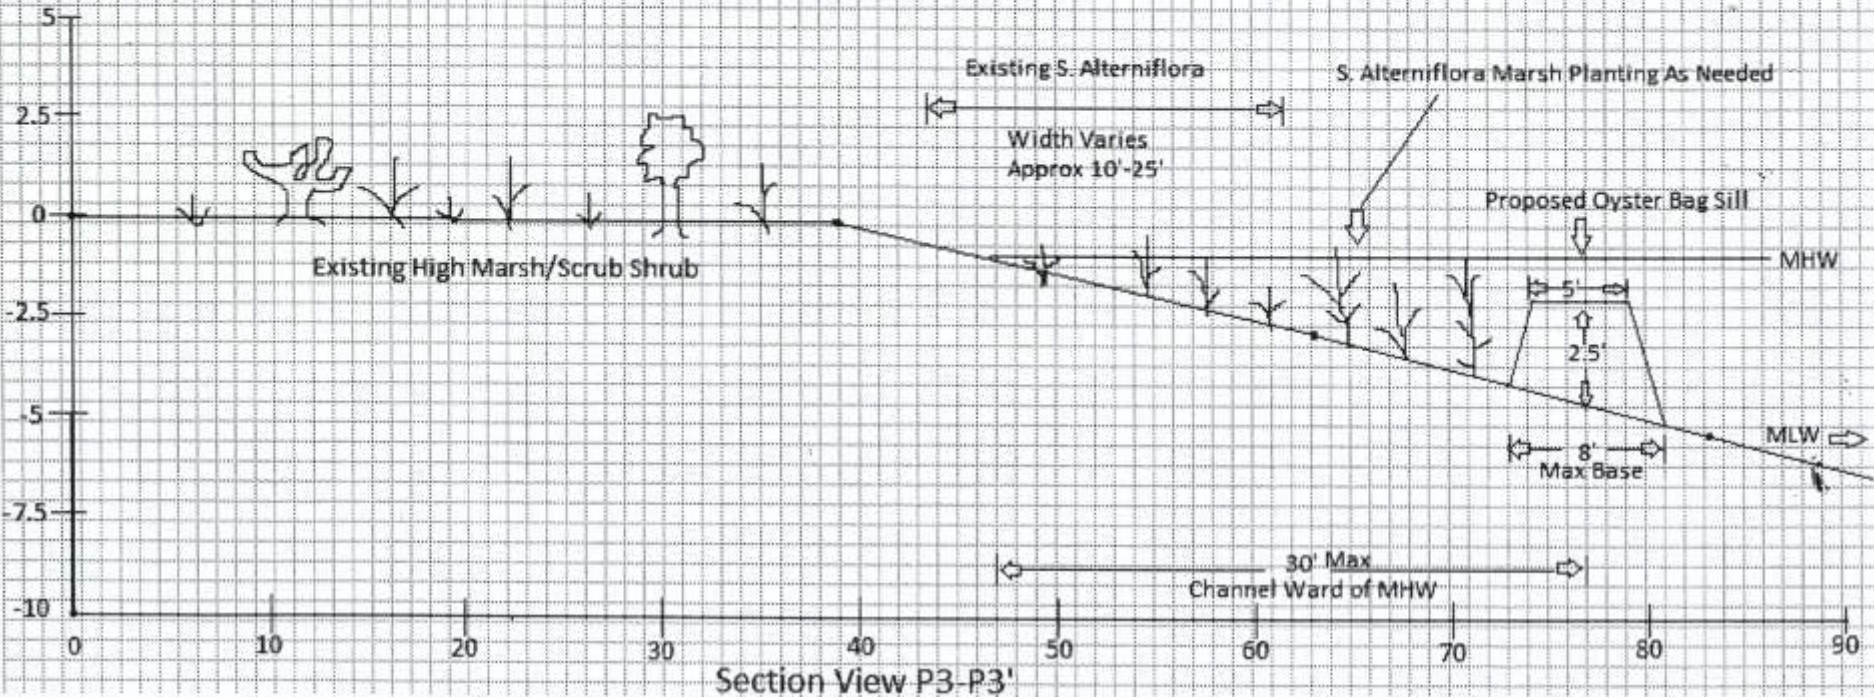 5
2.5
0
-2.5
-5
-7.5
-10
Existing S. Alterniflora
Width Varies
Approx 10'-25'
S. Alterniflora Marsh Planting As Needed
Proposed Oyster Bag Sill
Existing High Marsh/Scrub Shrub
MHW
5'
2.5'
MLW
8'
Max Base
30' Max
Channel Ward of MHW
0 10 20 30 40 50 60 70 80 90
Section View P3-P3'